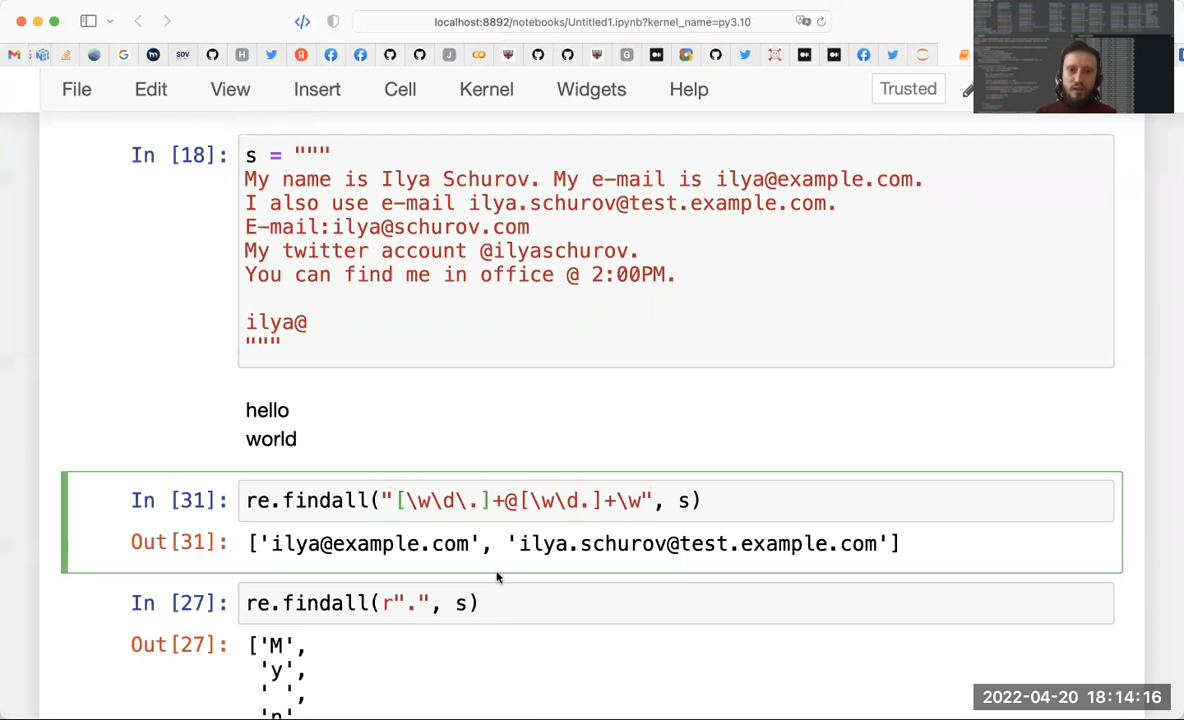 localhost:8892/notebooks/Untitled1.ipynb?kernel_name=py3.10
File Edit View Insert Cell Kernel Widgets Help Trusted
In [18]: s = """
My name is Ilya Schurov. My e-mail is ilya@example.com.
I also use e-mail ilya.schurov@test.example.com.
E-mail:ilya@schurov.com
My twitter account @ilyaschurov.
You can find me in office @ 2:00PM.
ilya@
"""
hello
world
In [31]: re.findall("[\w\d\.]+@[\w\d.]+\w", s)
Out[31]: ['ilya@example.com', 'ilya.schurov@test.example.com']
In [27]: re.findall(r".", s)
Out[27]: ['M',
'y',
' ',
'n'
2022-04-20 18:14:16